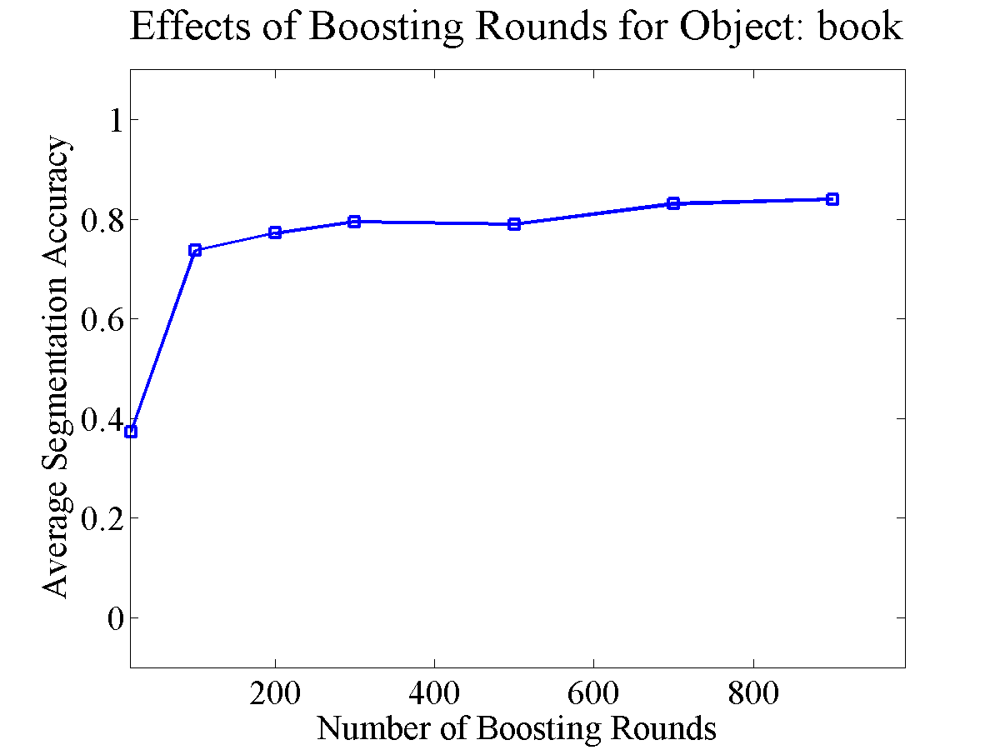 Effects of Boosting Rounds for Object: book
Average Segmentation Accuracy
1
0.8
0.6
0.4
0.2
0
200 400 600 800
Number of Boosting Rounds